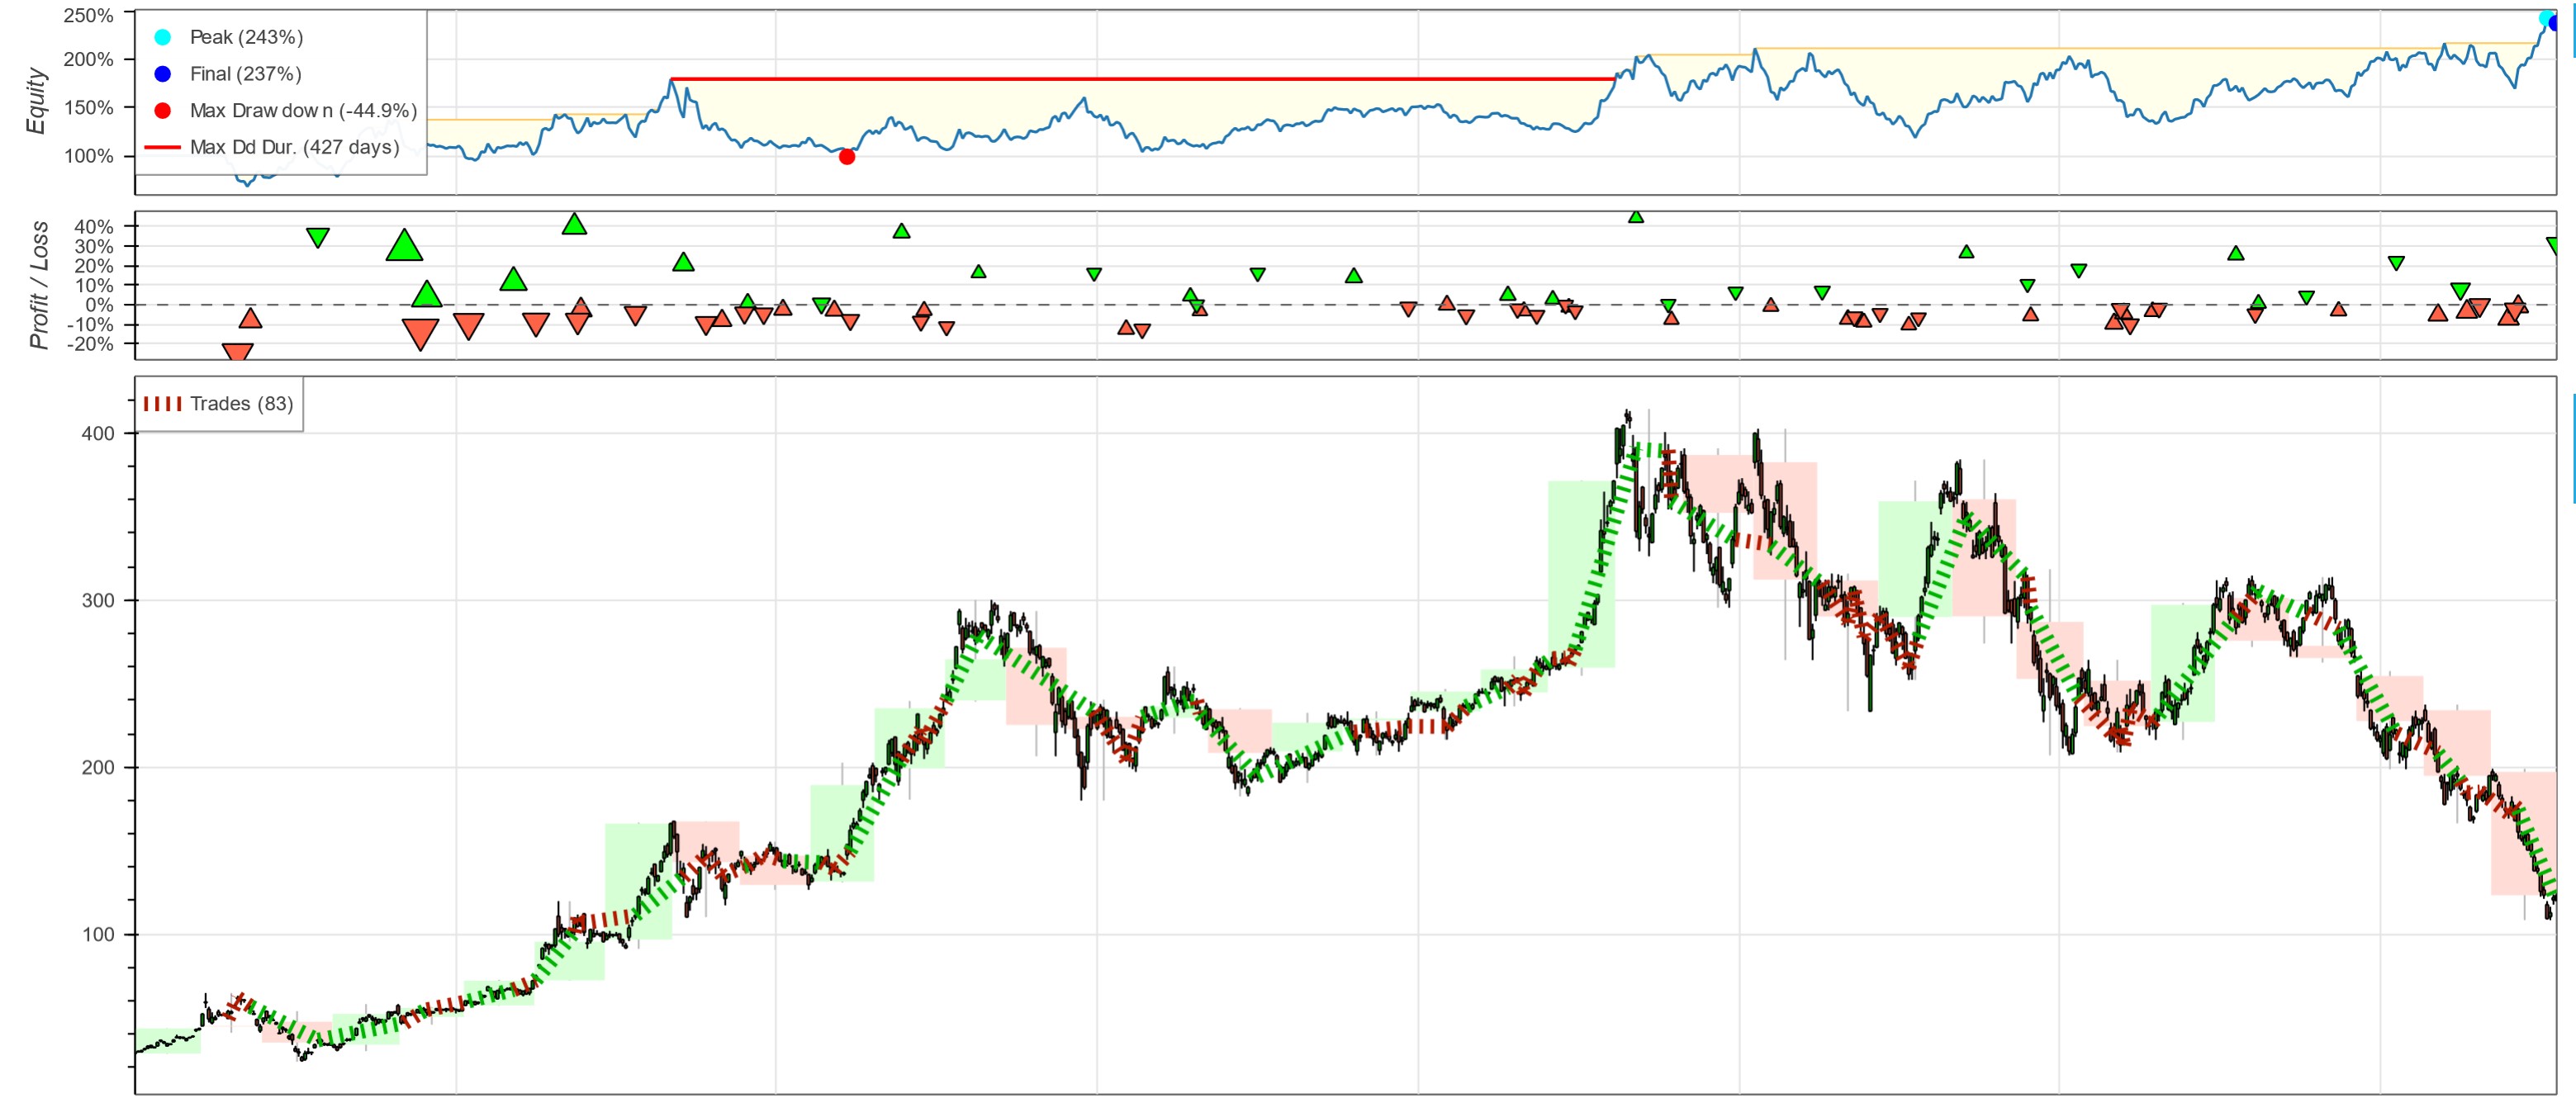 250%
200%
150%
100%
Equity
Peak (243%)
Final (237%)
Max Draw dow n (-44.9%)
Max Dd Dur. (427 days)
40%
30%
20%
10%
0%
-10%
-20%
Profit / Loss
Trades (83)
400
300
200
100